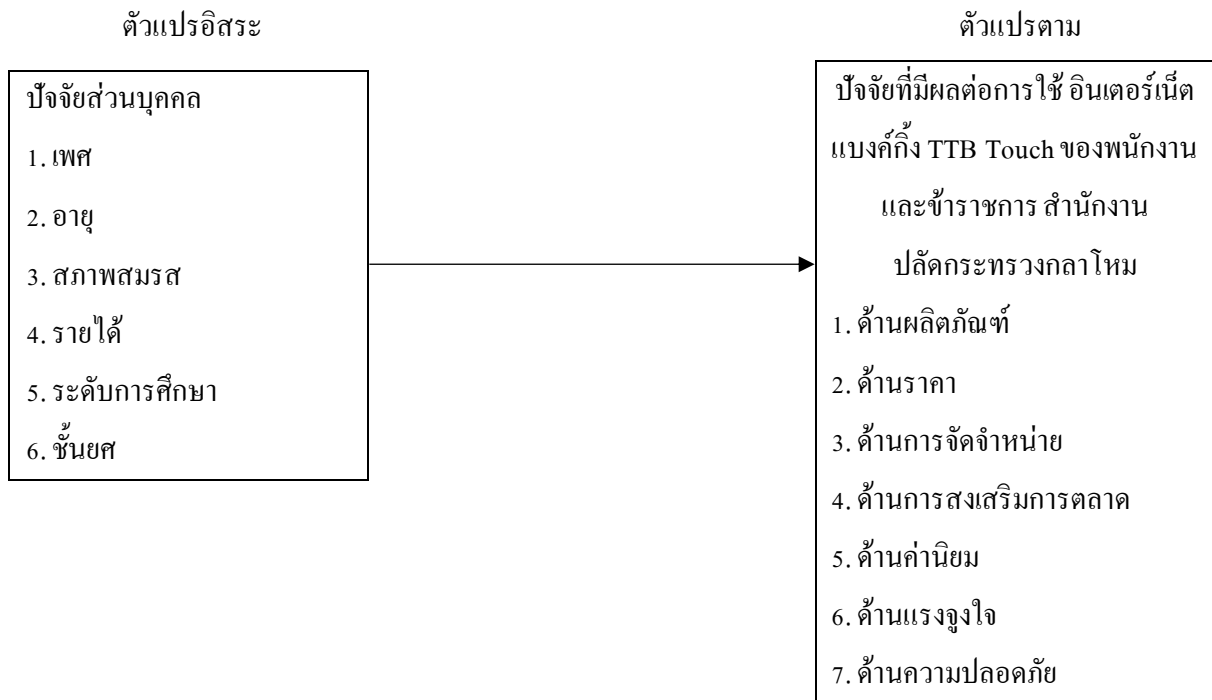 ตัวแปรอิสระ
ปัจจัยส่วนบุคคล
1. เพศ
2. อายุ
3. สภาพสมรส
4. รายได้
5. ระดับการศึกษา
6. ชั้นยศ
ตัวแปรตาม
ปัจจัยที่มีผลต่อการใช้ อินเตอร์เน็ต
แบงค์กิ้ง TTB Touch ของพนักงาน
และข้าราชการ สำนักงาน
ปลัดกระทรวงกลาโหม
1. ด้านผลิตภัณฑ์
2. ด้านราคา
3. ด้านการจัดจำหน่าย
4. ด้านการสงเสริมการตลาด
5. ด้านค่านิยม
6. ด้านแรงจูงใจ
7. ด้านความปลอดภัย